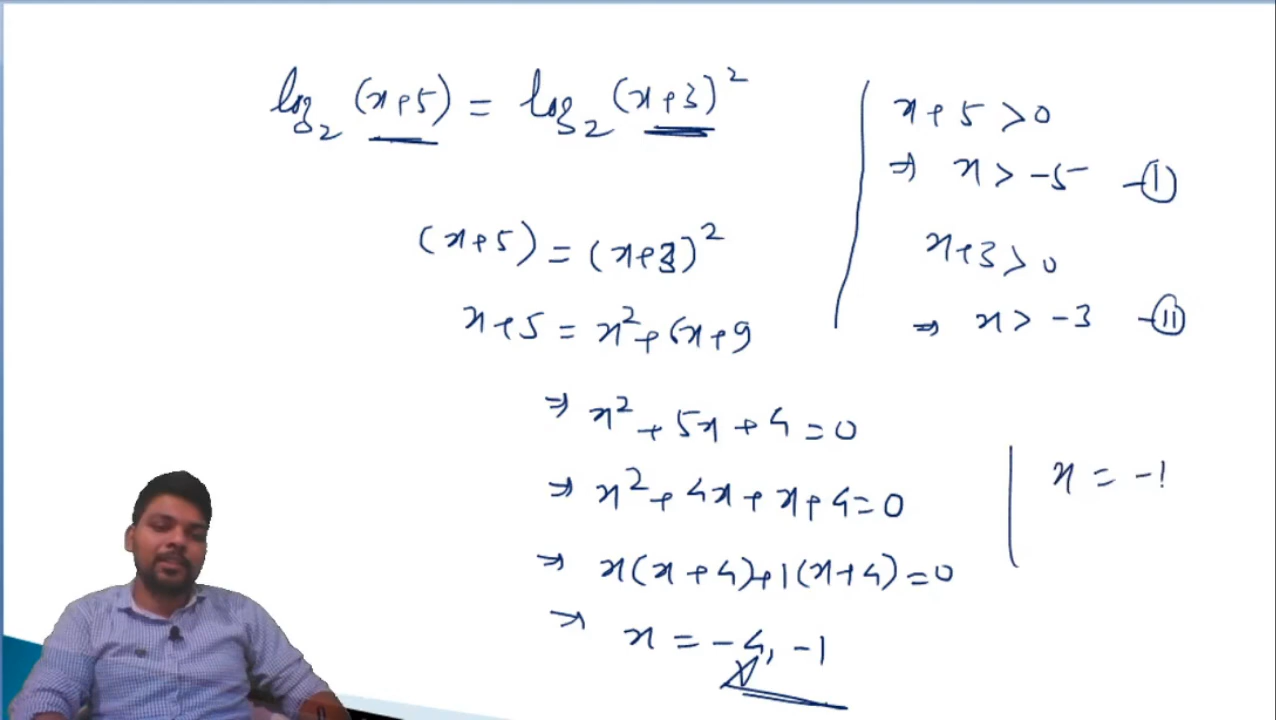 log₂ (x+5) = log₂ (x+3)²
(x+5) = (x+3)²
x+5 = x²+6x+9
⇒ x²+5x+4=0
⇒ x²+4x+x+4=0
⇒ x(x+4)+1(x+4)=0
⇒ x = -4, -1
x+5>0
⇒ x>-5 -Ⅰ
x+3>0
⇒ x>-3 -Ⅱ
x = -1